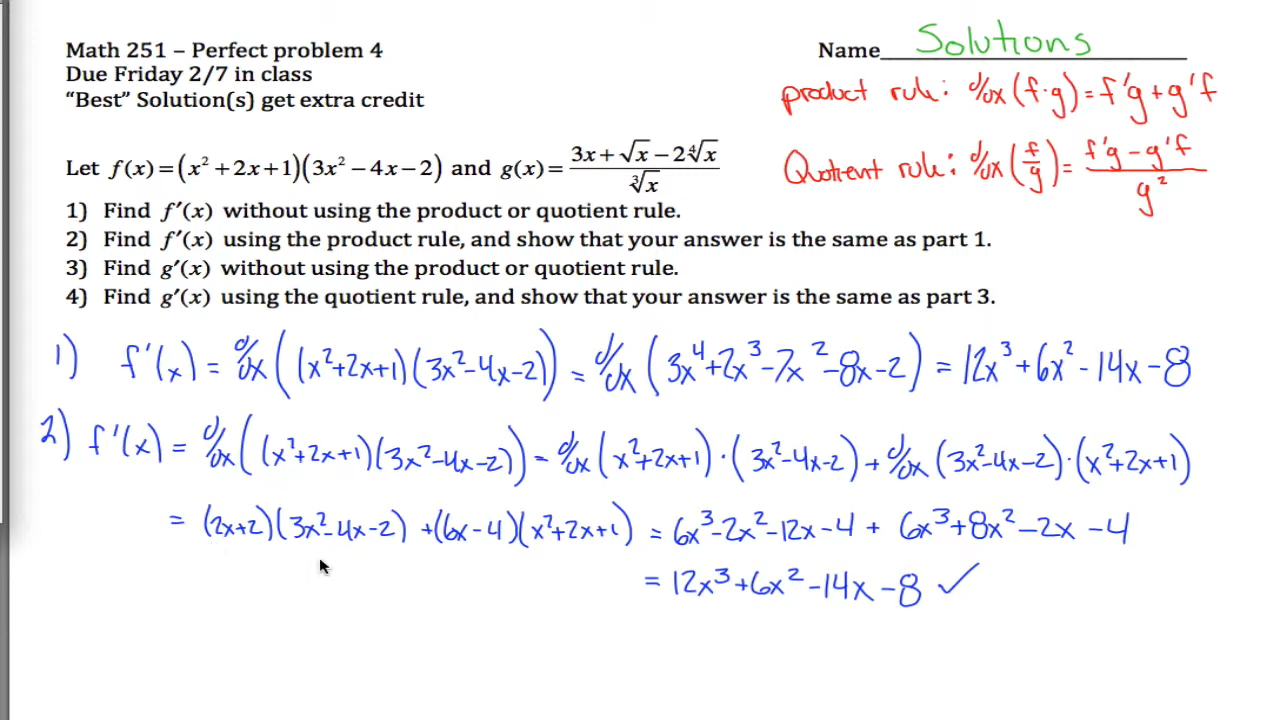 Math 251 – Perfect problem 4
Name Solutions
Due Friday 2/7 in class
"Best" Solution(s) get extra credit
product rule: d/dx (f·g) = f'g + g'f
Quotient rule: d/dx (f/g) = (f'g - g'f)/g²
Let f(x) = (x² + 2x + 1)(3x² − 4x − 2) and g(x) = (3x + √x − 2∜x)/∛x
1) Find f′(x) without using the product or quotient rule.
2) Find f′(x) using the product rule, and show that your answer is the same as part 1.
3) Find g′(x) without using the product or quotient rule.
4) Find g′(x) using the quotient rule, and show that your answer is the same as part 3.
1) f'(x) = d/dx ((x²+2x+1)(3x²-4x-2)) = d/dx (3x⁴+2x³-7x²-8x-2) = 12x³+6x²-14x-8
2) f'(x) = d/dx ((x²+2x+1)(3x²-4x-2)) = d/dx (x²+2x+1)·(3x²-4x-2) + d/dx (3x²-4x-2)·(x²+2x+1)
= (2x+2)(3x²-4x-2) + (6x-4)(x²+2x+1) = 6x³-2x²-12x-4 + 6x³+8x²-2x-4
= 12x³+6x²-14x-8 ✓